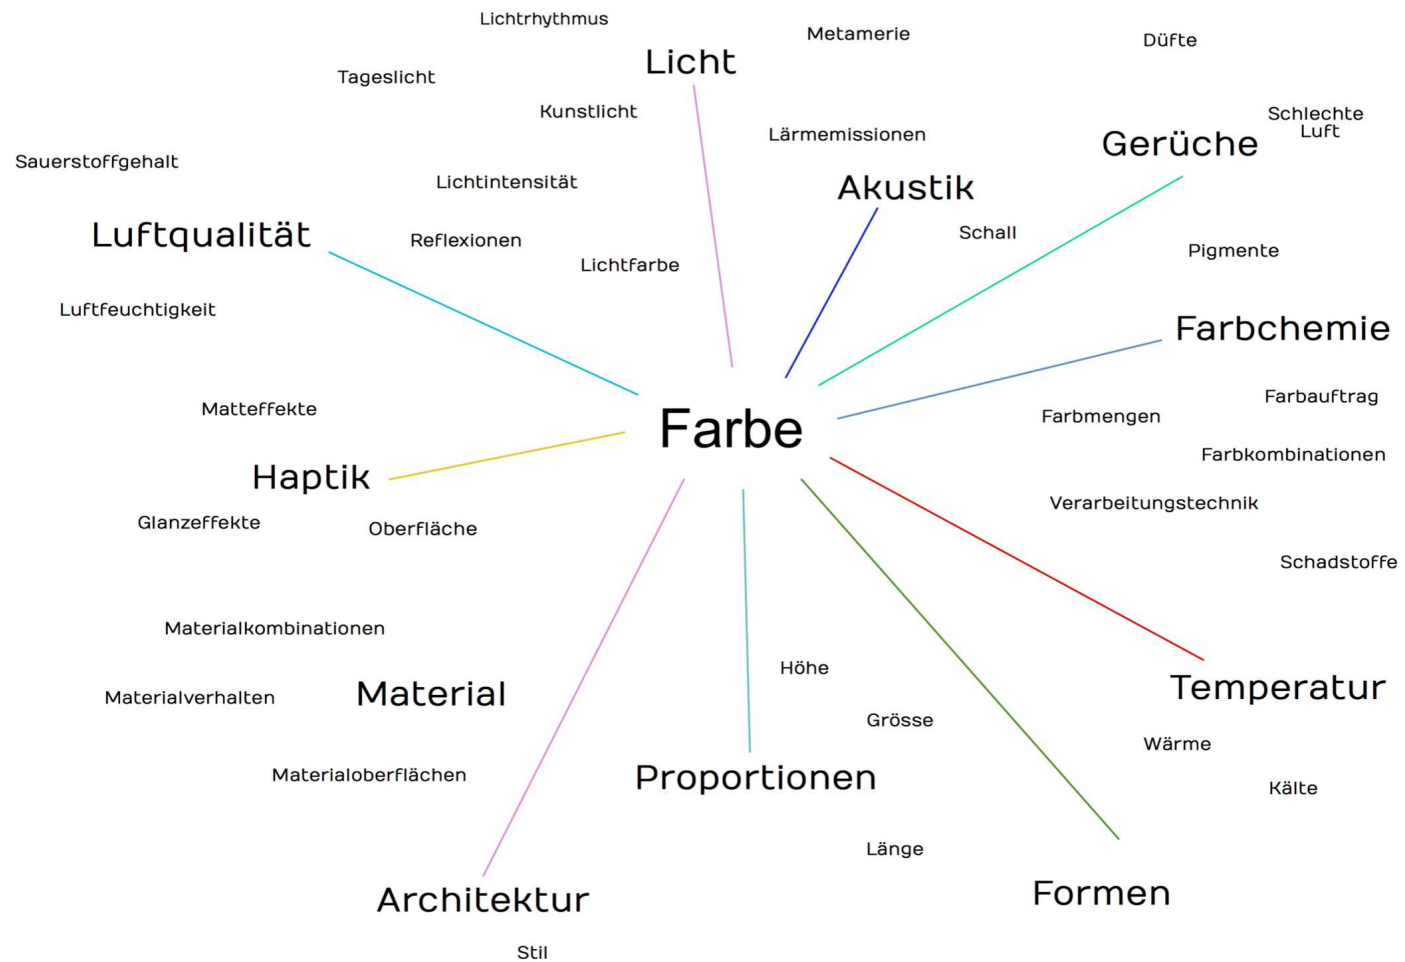 Lichtrhythmus
Metamerie
Düfte
Licht
Tageslicht
Kunstlicht
Schlechte
Luft
Lärmemissionen
Gerüche
Sauerstoffgehalt
Lichtintensität
Akustik
Luftqualität
Reflexionen
Schall
Pigmente
Lichtfarbe
Luftfeuchtigkeit
Farbchemie
Farbauftrag
Matteffekte
Farbmengen
Farbe
Farbkombinationen
Haptik
Verarbeitungstechnik
Glanzeffekte
Oberfläche
Schadstoffe
Materialkombinationen
Höhe
Temperatur
Materialverhalten
Material
Grösse
Wärme
Materialoberflächen
Proportionen
Kälte
Länge
Formen
Architektur
Stil